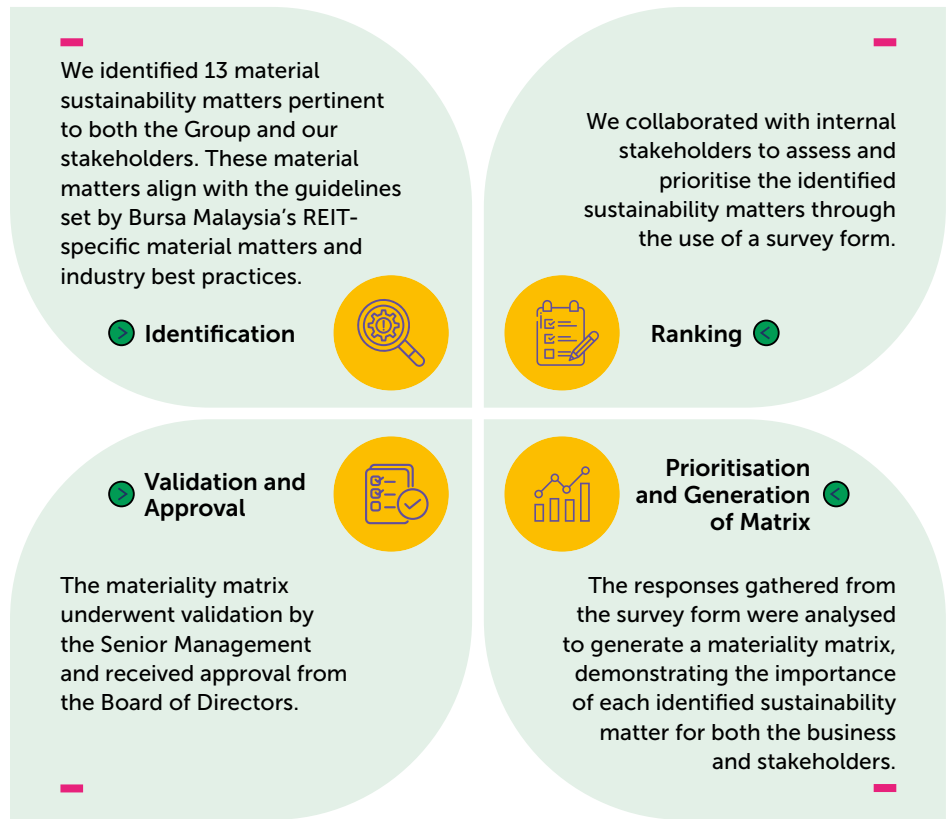 We identified 13 material
sustainability matters pertinent
to both the Group and our
stakeholders. These material
matters align with the guidelines
set by Bursa Malaysia’s REIT-
specific material matters and
industry best practices.
Identification
We collaborated with internal
stakeholders to assess and
prioritise the identified
sustainability matters through
the use of a survey form.
Ranking
Validation and
Approval
The materiality matrix
underwent validation by
the Senior Management
and received approval from
the Board of Directors.
Prioritisation
and Generation
of Matrix
The responses gathered from
the survey form were analysed
to generate a materiality matrix,
demonstrating the importance
of each identified sustainability
matter for both the business
and stakeholders.